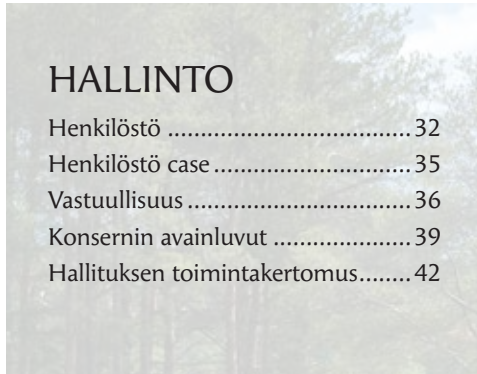 HALLINTO
Henkilöstö ....................................32
Henkilöstö case .............................35
Vastuullisuus ..................................36
Konsernin avainluvut .....................39
Hallituksen toimintakertomus........42